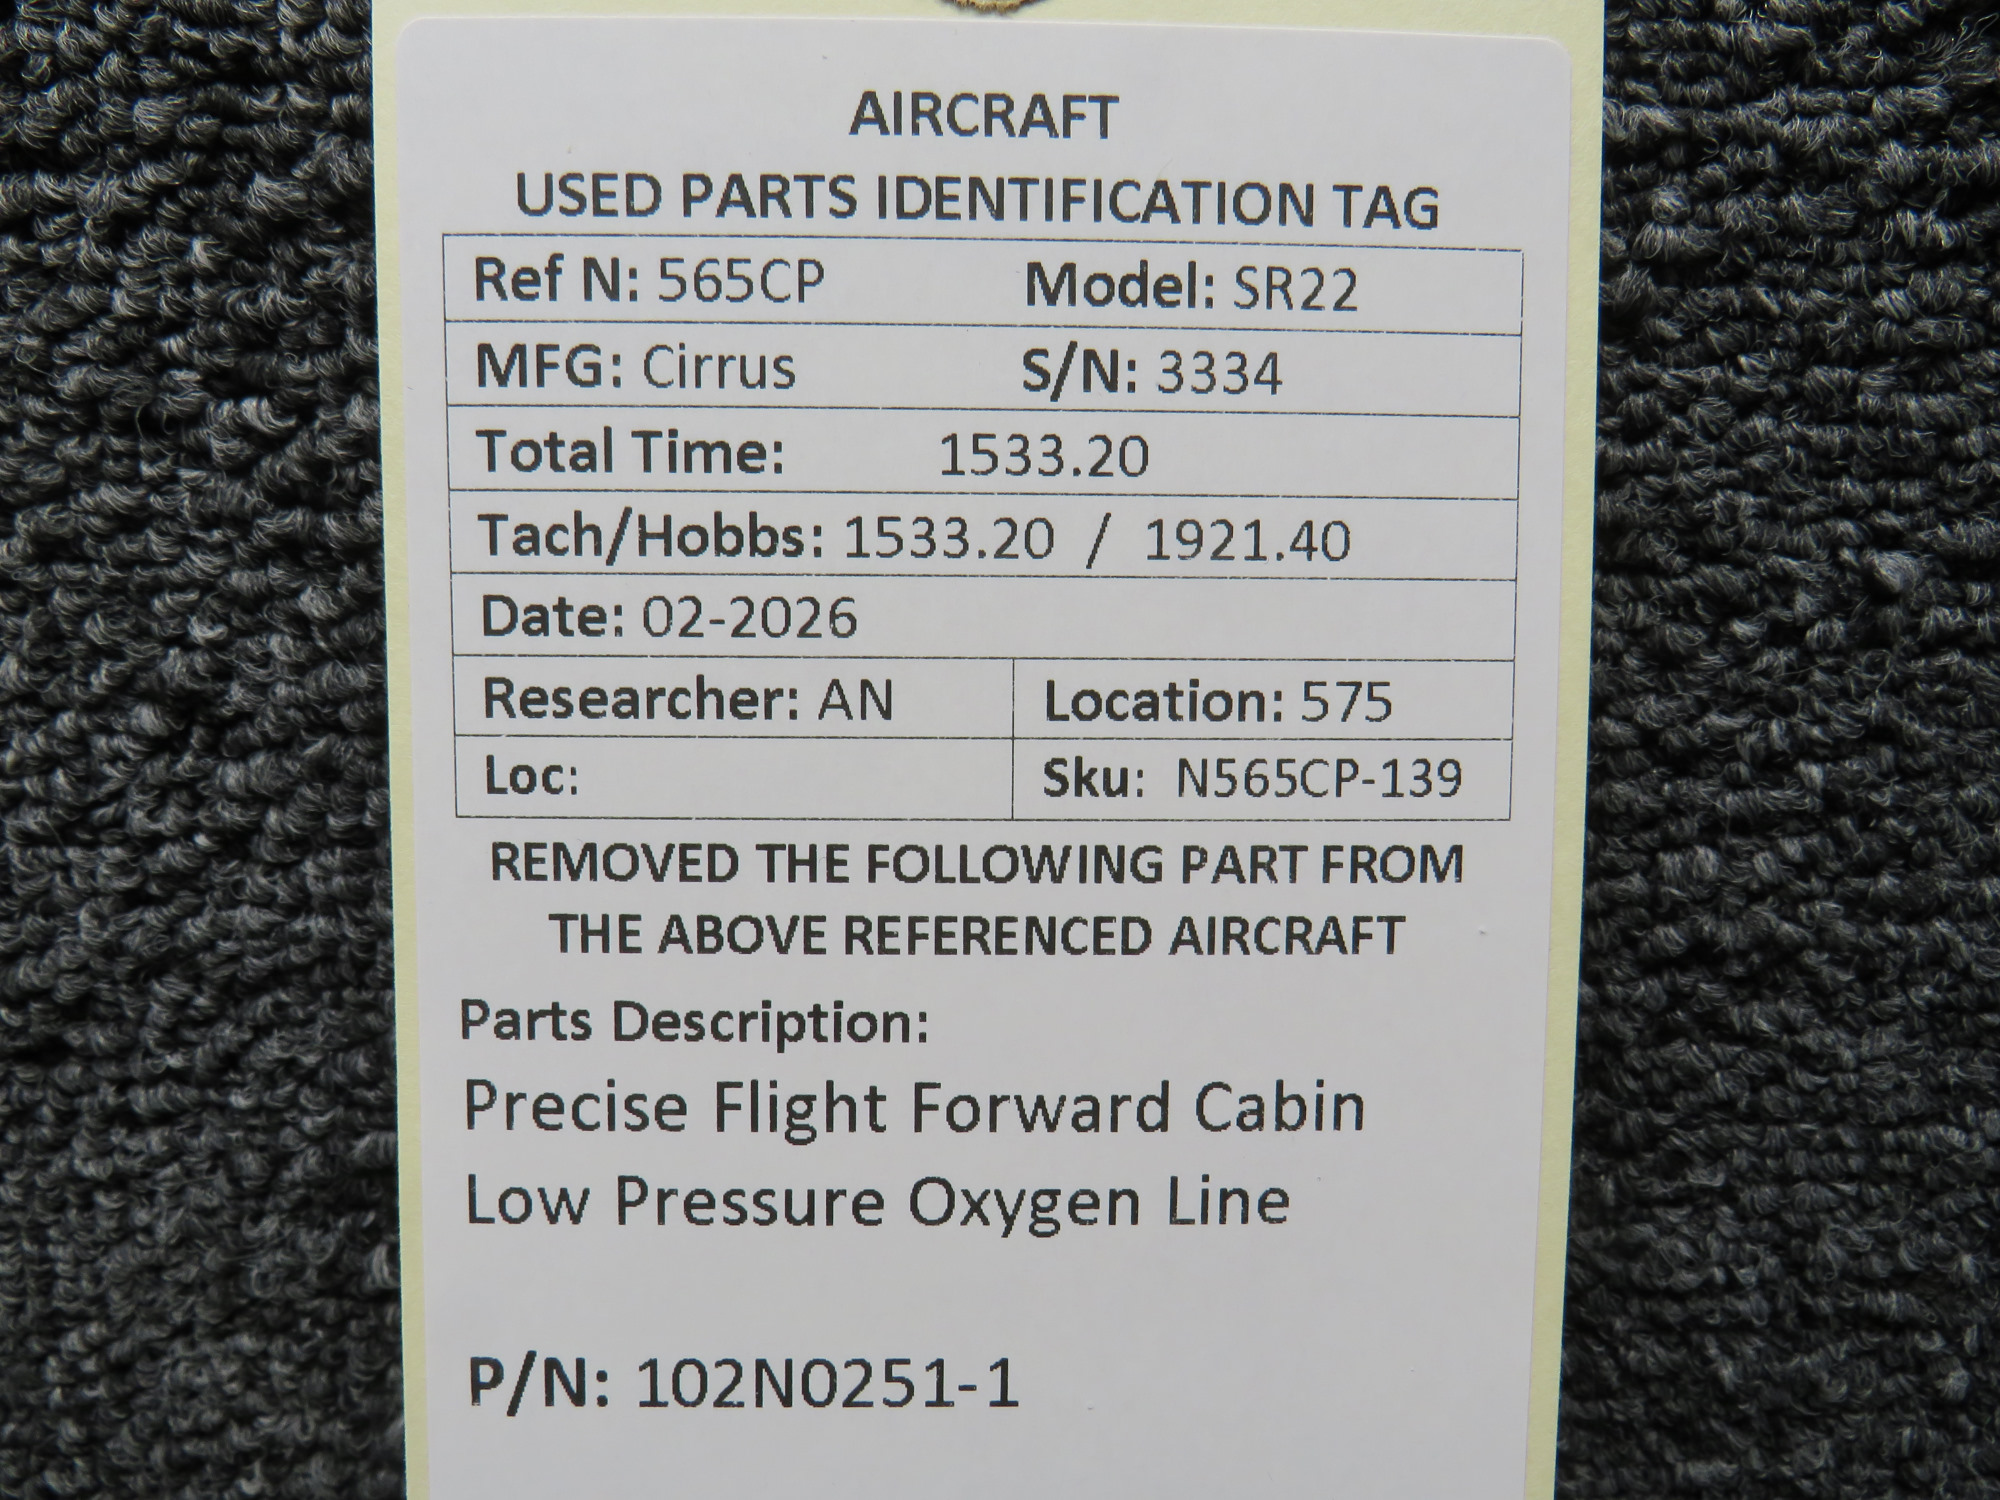 AIRCRAFT
USED PARTS IDENTIFICATION TAG
Ref N: 565CP Model: SR22
MFG: Cirrus S/N: 3334
Total Time: 1533.20
Tach/Hobbs: 1533.20 / 1921.40
Date: 02-2026
Researcher: AN Location: 575
Loc: Sku: N565CP-139
REMOVED THE FOLLOWING PART FROM
THE ABOVE REFERENCED AIRCRAFT
Parts Description:
Precise Flight Forward Cabin
Low Pressure Oxygen Line
P/N: 102N0251-1